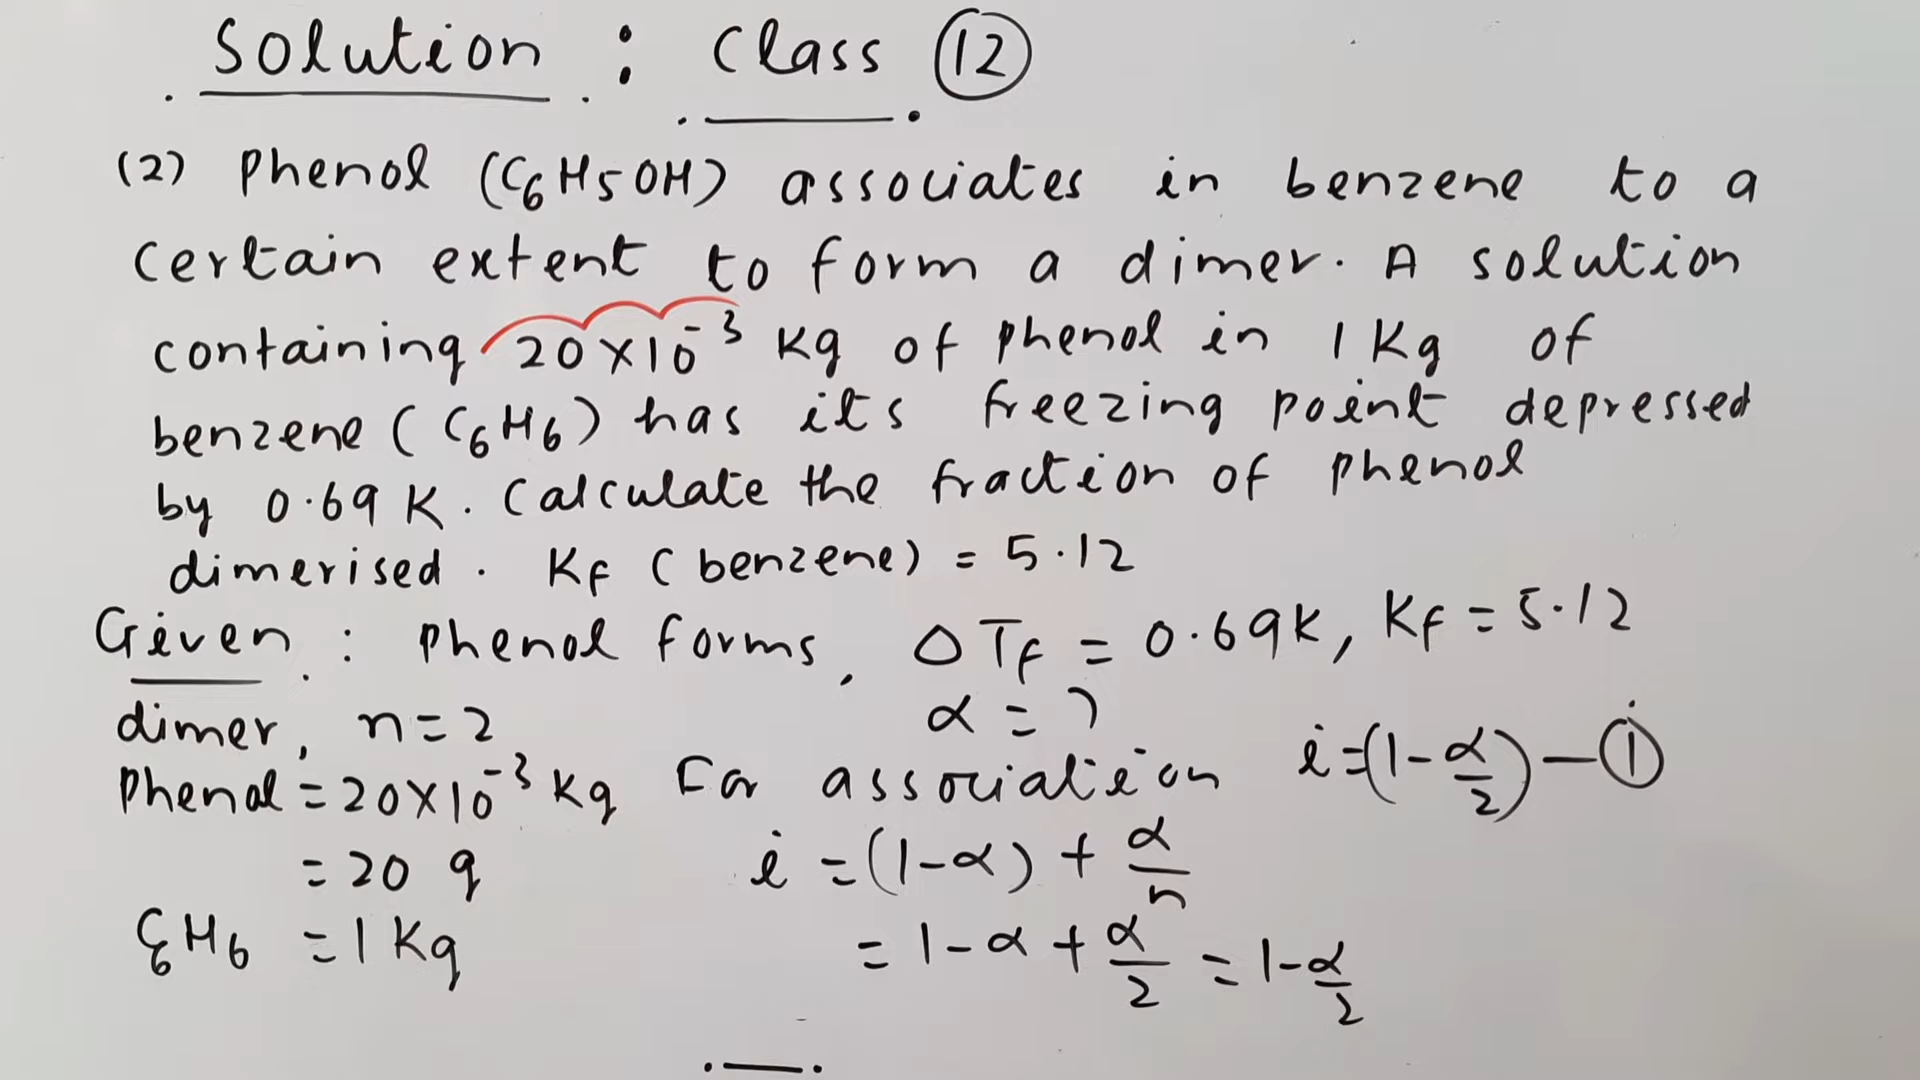 Solution : Class 12
(2) Phenol (C6H5OH) associates in benzene to a
certain extent to form a dimer. A solution
containing 20×10⁻³ Kg of phenol in 1 Kg of
benzene (C6H6) has its freezing point depressed
by 0.69 K. Calculate the fraction of phenol
dimerised. Kf (benzene) = 5.12
Given : Phenol forms, ΔTf = 0.69K, Kf = 5.12
dimer, n=2 α = ?
Phenol = 20×10⁻³ Kg For association i=(1-α/2) — (i)
= 20 g i = (1-α) + α/n
C6H6 = 1 Kg = 1-α + α/2 = 1-α/2